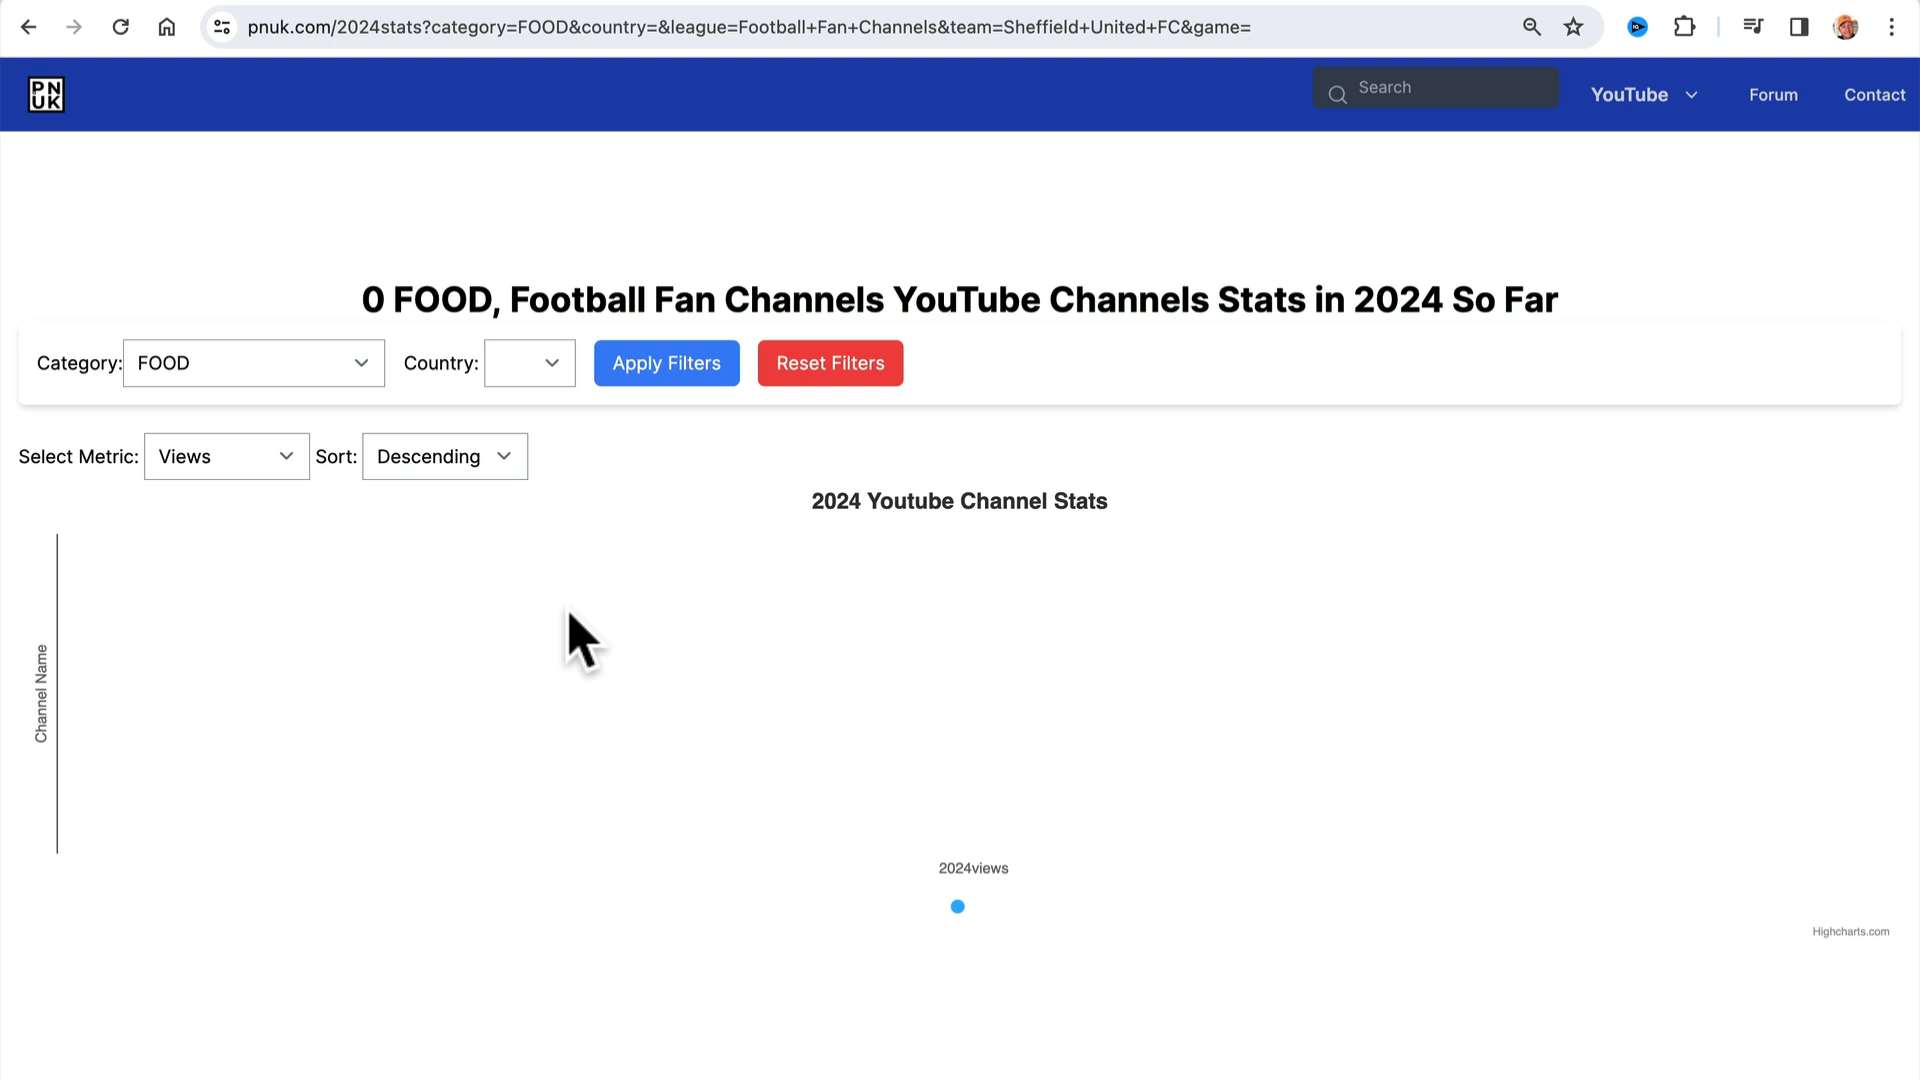 pnuk.com/2024stats?category=FOOD&country=&league=Football+Fan+Channels&team=Sheffield+United+FC&game=
PN
UK
Search
YouTube
Forum
Contact
0 FOOD, Football Fan Channels YouTube Channels Stats in 2024 So Far
Category: FOOD Country: Apply Filters Reset Filters
Select Metric: Views Sort: Descending
2024 Youtube Channel Stats
Channel Name
2024views
Highcharts.com